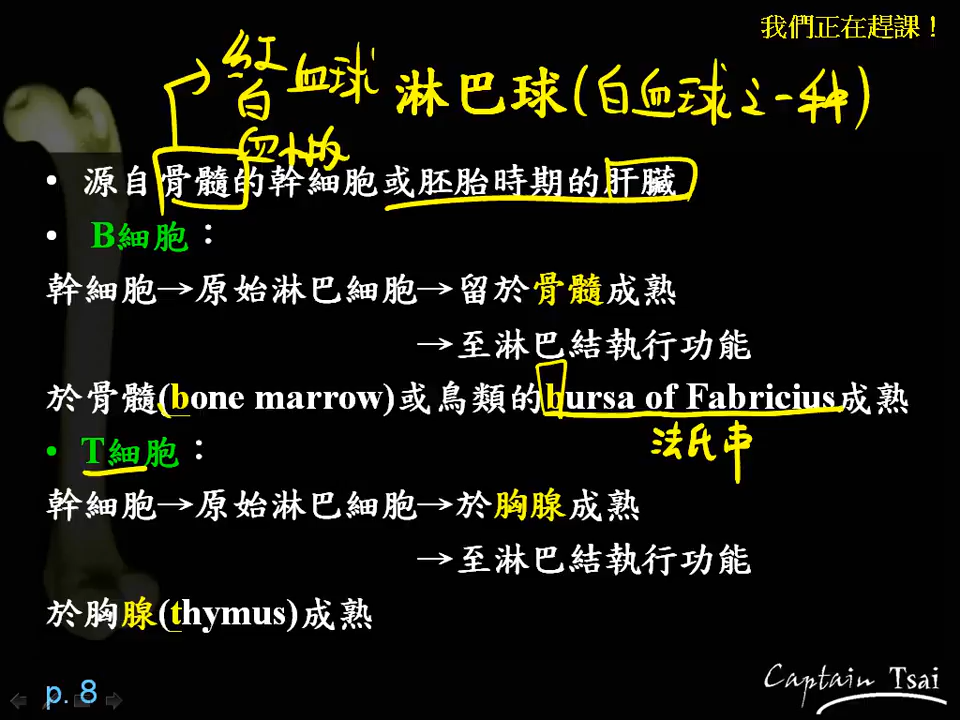 我們正在趕課！
紅血球
白
血小板
淋巴球(白血球之一種)
• 源自骨髓的幹細胞或胚胎時期的肝臟
• B細胞：
幹細胞→原始淋巴細胞→留於骨髓成熟
→至淋巴結執行功能
於骨髓(bone marrow)或鳥類的bursa of Fabricius成熟
法氏串
• T細胞：
幹細胞→原始淋巴細胞→於胸腺成熟
→至淋巴結執行功能
於胸腺(thymus)成熟
p. 8
Captain Tsai